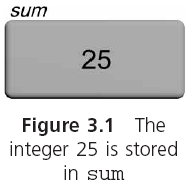 sum
25
Figure 3.1 The
integer 25 is stored
in sum